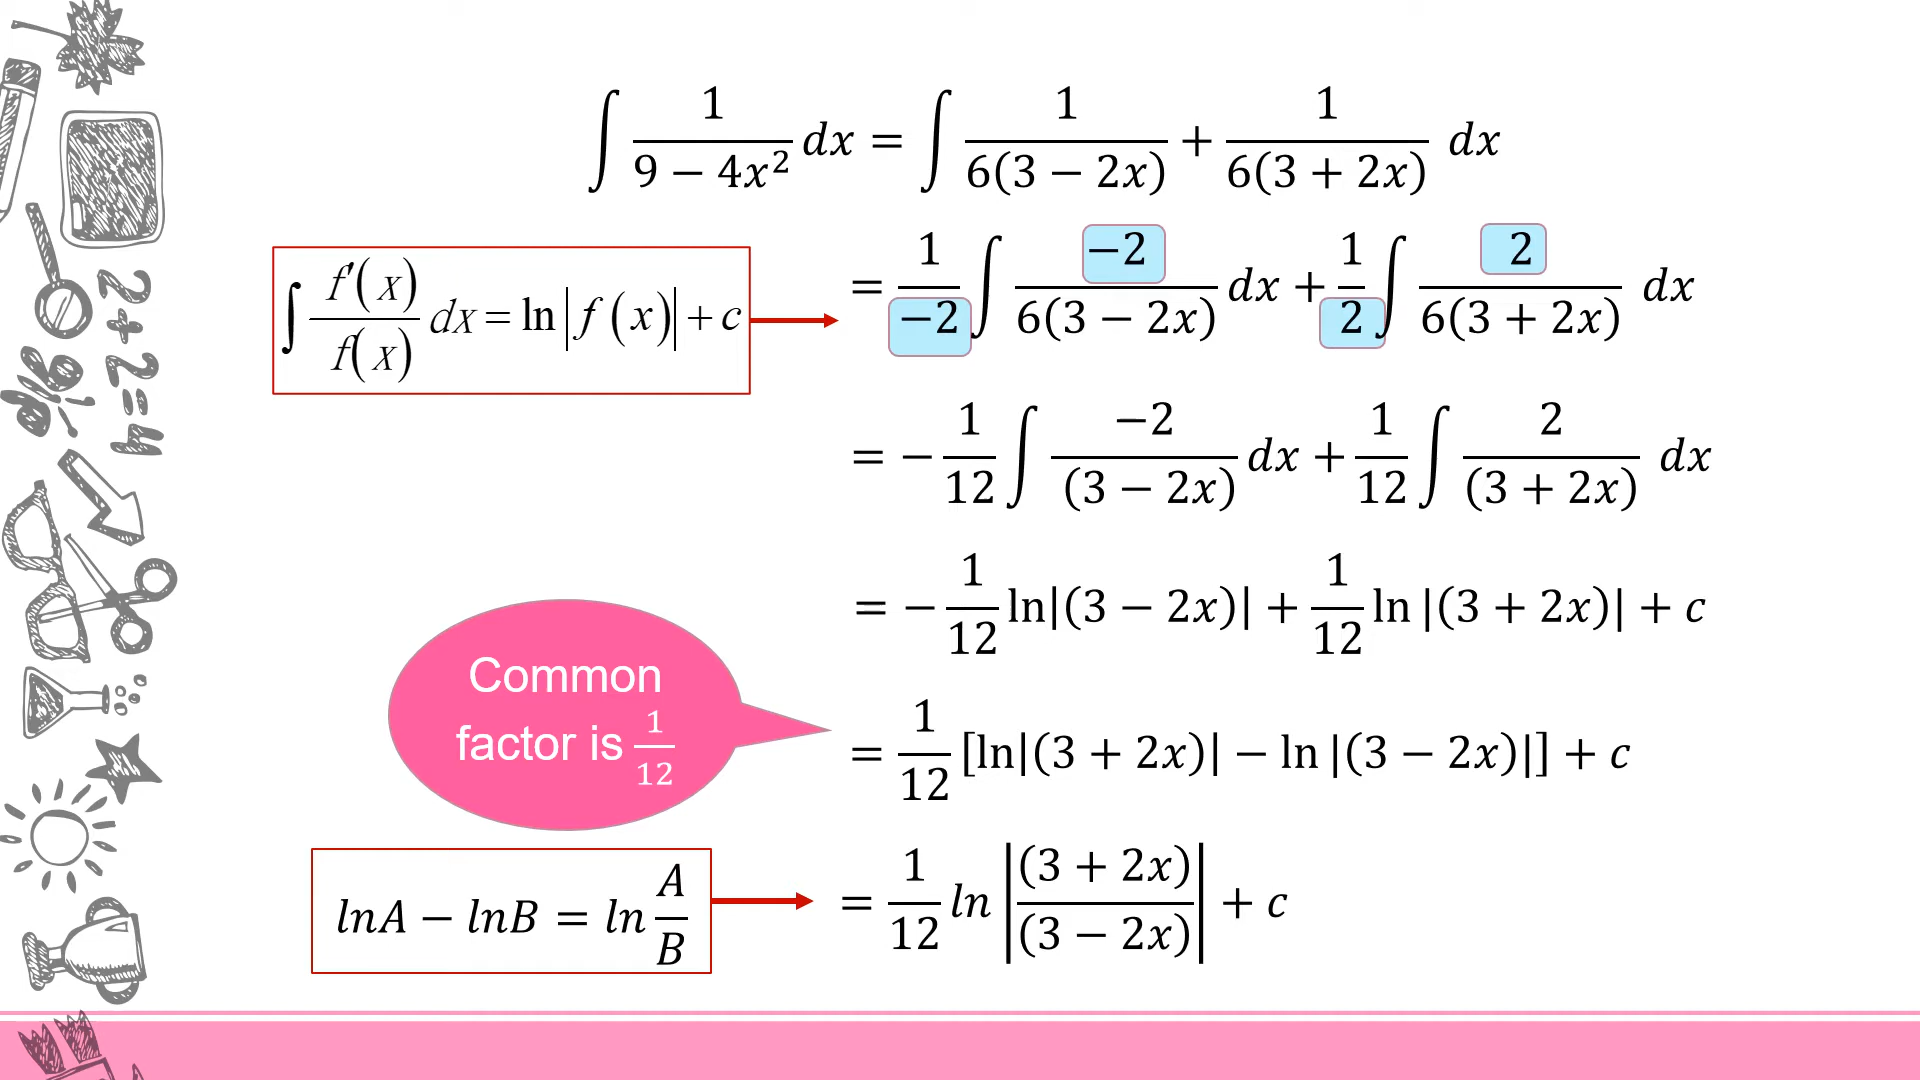 ∫ 1/(9 − 4x²) dx = ∫ 1/(6(3 − 2x)) + 1/(6(3 + 2x)) dx
∫ f′(x)/f(x) dx = ln|f(x)| + c
= 1/(−2) ∫ −2/(6(3 − 2x)) dx + 1/2 ∫ 2/(6(3 + 2x)) dx
= − 1/12 ∫ −2/((3 − 2x)) dx + 1/12 ∫ 2/((3 + 2x)) dx
= − 1/12 ln|(3 − 2x)| + 1/12 ln |(3 + 2x)| + c
Common
factor is 1/12
= 1/12 [ln|(3 + 2x)| − ln |(3 − 2x)|] + c
lnA − lnB = ln A/B
= 1/12 ln |(3 + 2x)/(3 − 2x)| + c
2+2=4
%